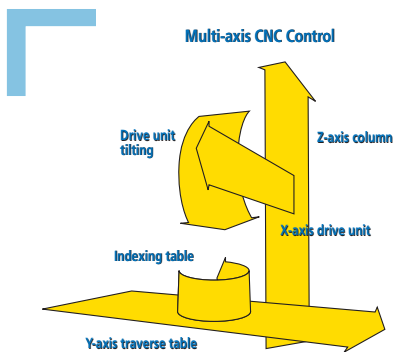 Multi-axis CNC Control
Drive unit
tilting
Z-axis column
X-axis drive unit
Indexing table
Y-axis traverse table